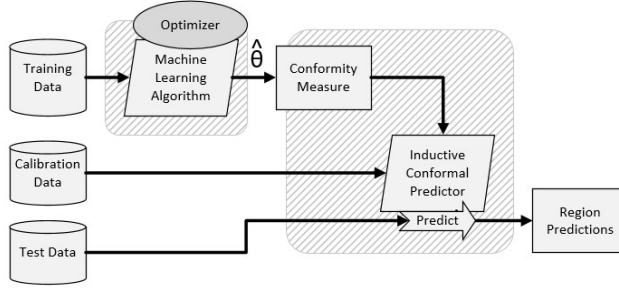 Optimizer
Training
Data
Machine
Learning
Algorithm
θ̂
Conformity
Measure
Calibration
Data
Inductive
Conformal
Predictor
Test Data
Predict
Region
Predictions